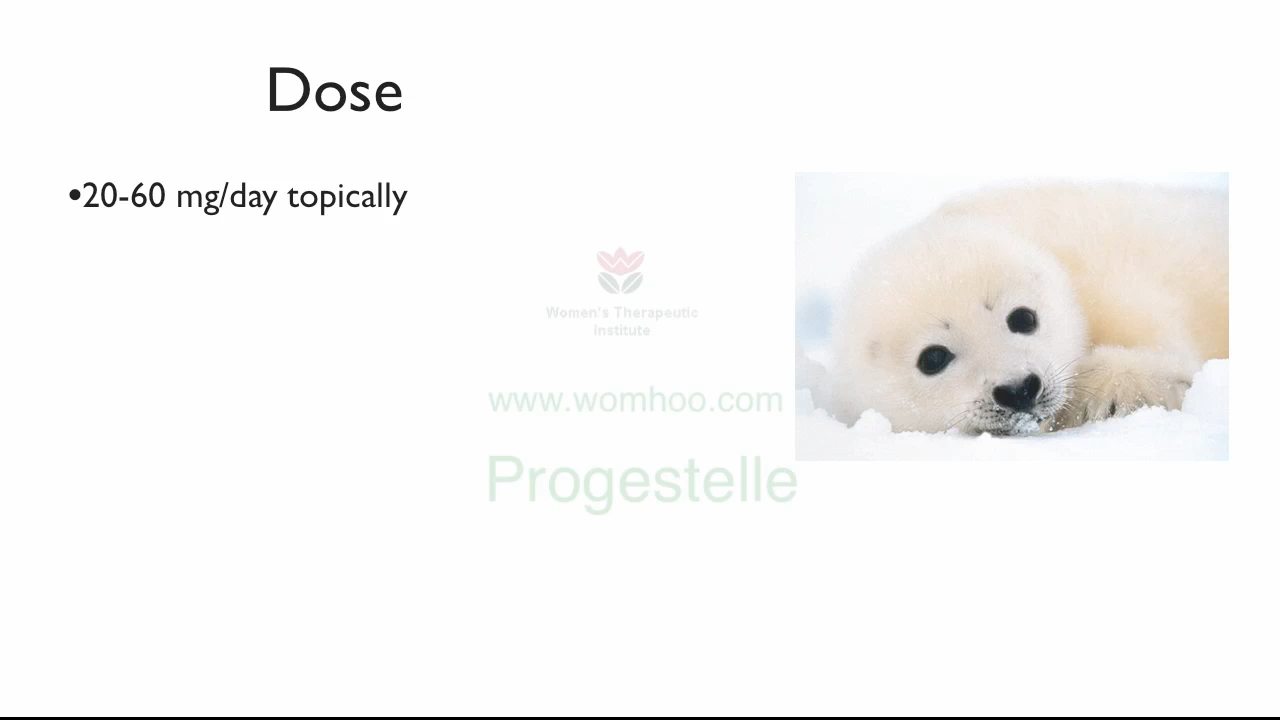 Dose
•20-60 mg/day topically
Women's Therapeutic
Institute
www.womhoo.com
Progestelle